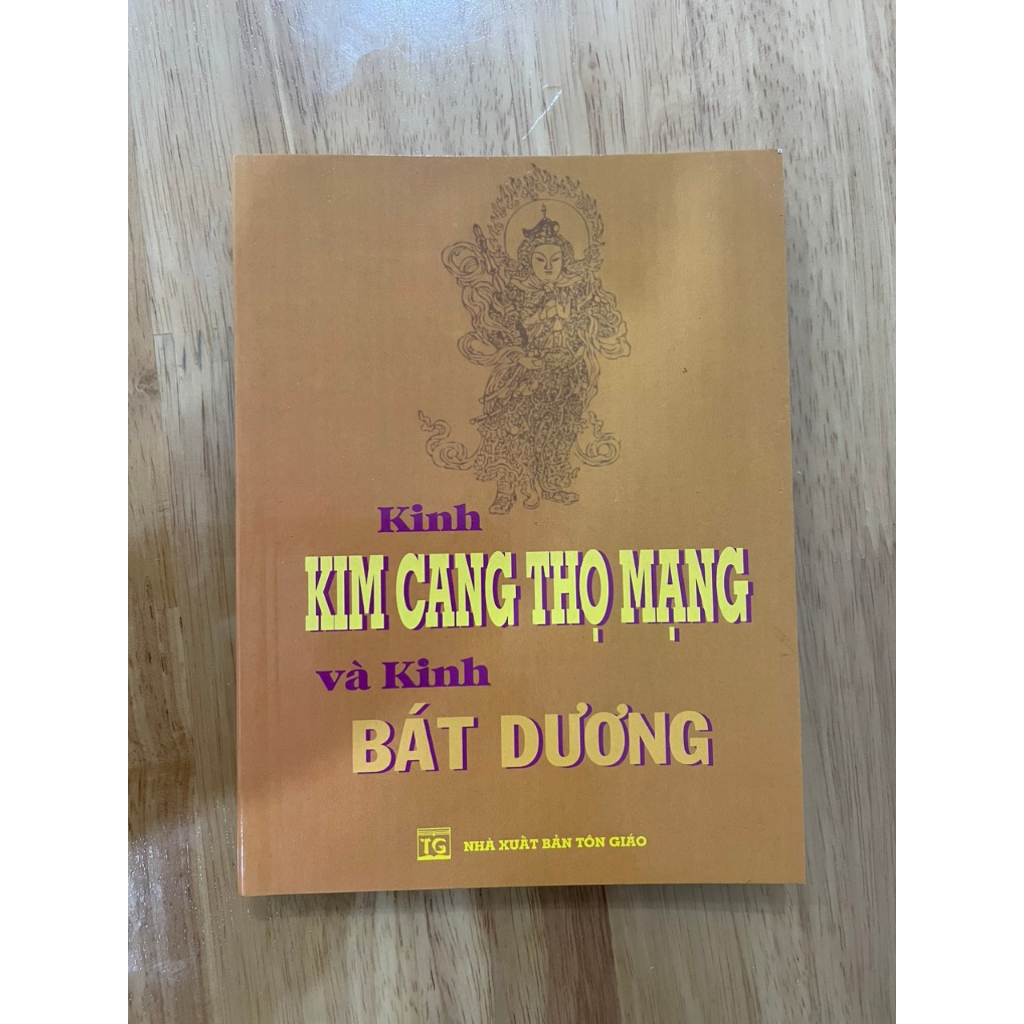 Kinh
KIM CANG THỌ MẠNG
và Kinh
BÁT DƯƠNG
TG NHÀ XUẤT BẢN TÔN GIÁO